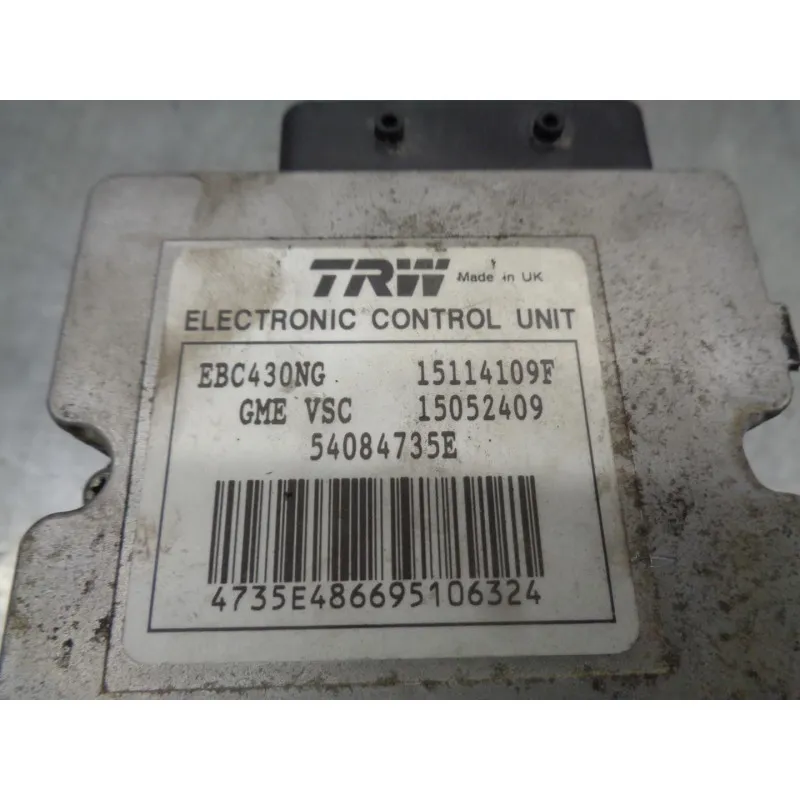 TRW Made in UK
ELECTRONIC CONTROL UNIT
EBC430NG 15114109F
GME VSC 15052409
54084735E
4735E486695106324